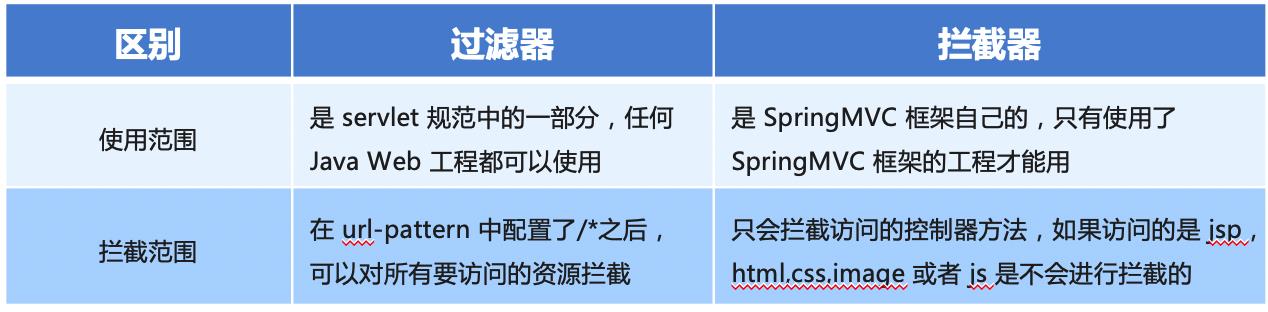 区别 过滤器 拦截器
使用范围
是 servlet 规范中的一部分，任何
Java Web 工程都可以使用
是 SpringMVC 框架自己的，只有使用了
SpringMVC 框架的工程才能用
拦截范围
在 url-pattern 中配置了/*之后，
可以对所有要访问的资源拦截
只会拦截访问的控制器方法，如果访问的是 jsp，
html,css,image 或者 js 是不会进行拦截的